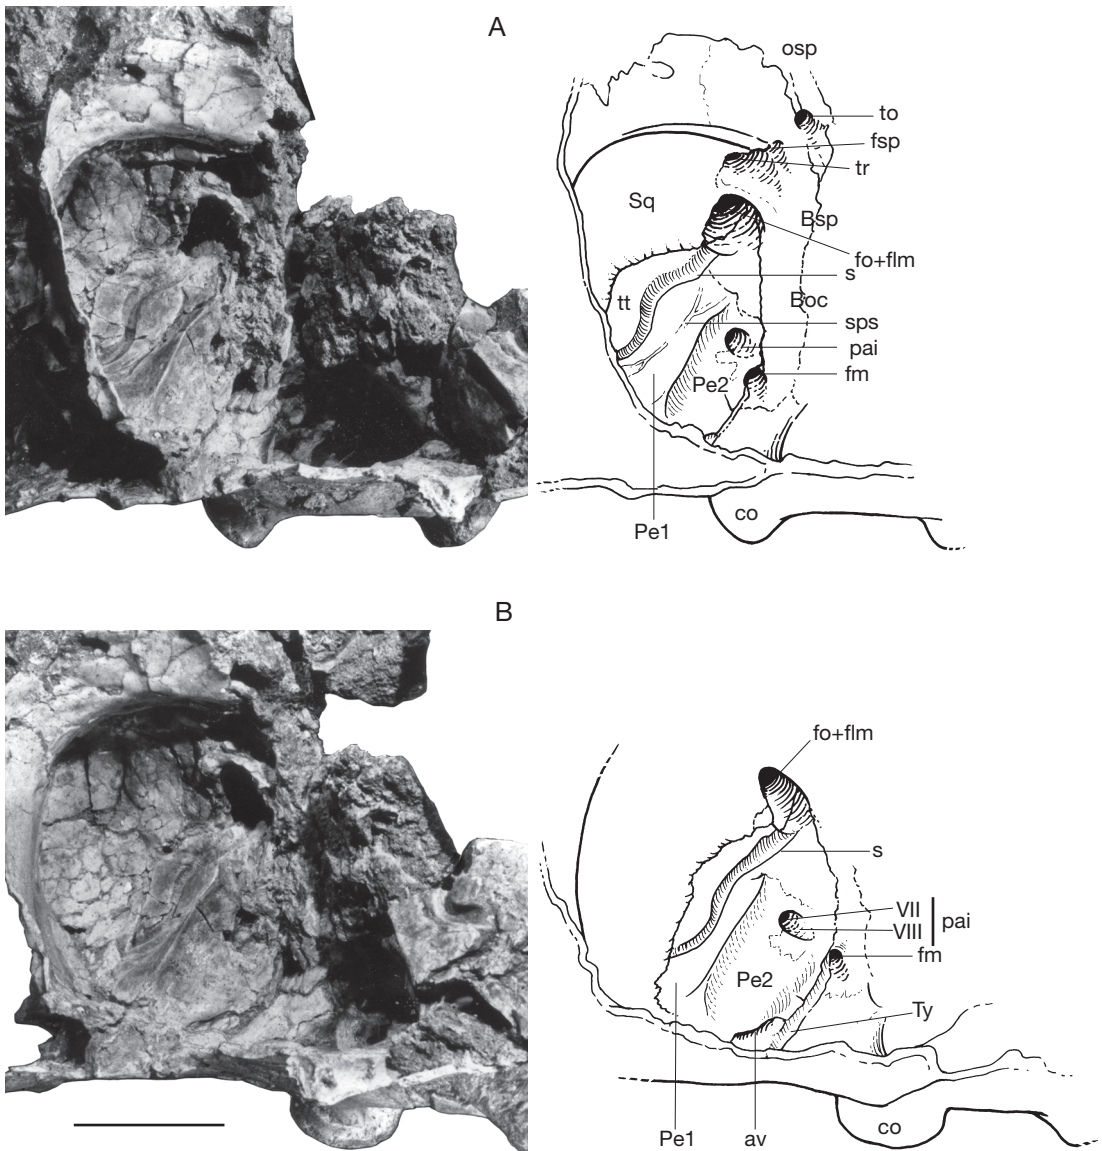 A
osp
to
fsp
tr
Sq
Bsp
fo+flm
s
tt
Boc
sps
pai
Pe2
fm
co
Pe1
B
fo+flm
s
VII
VIII
pai
fm
Pe2
Ty
Pe1
av
co